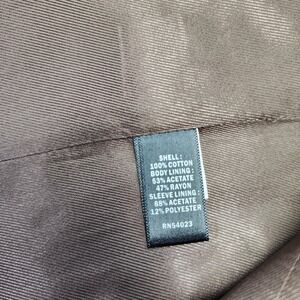 SHELL:
100% COTTON
BODY LINING:
53% ACETATE
47% RAYON
SLEEVE LINING:
88% ACETATE
12% POLYESTER
RN54023